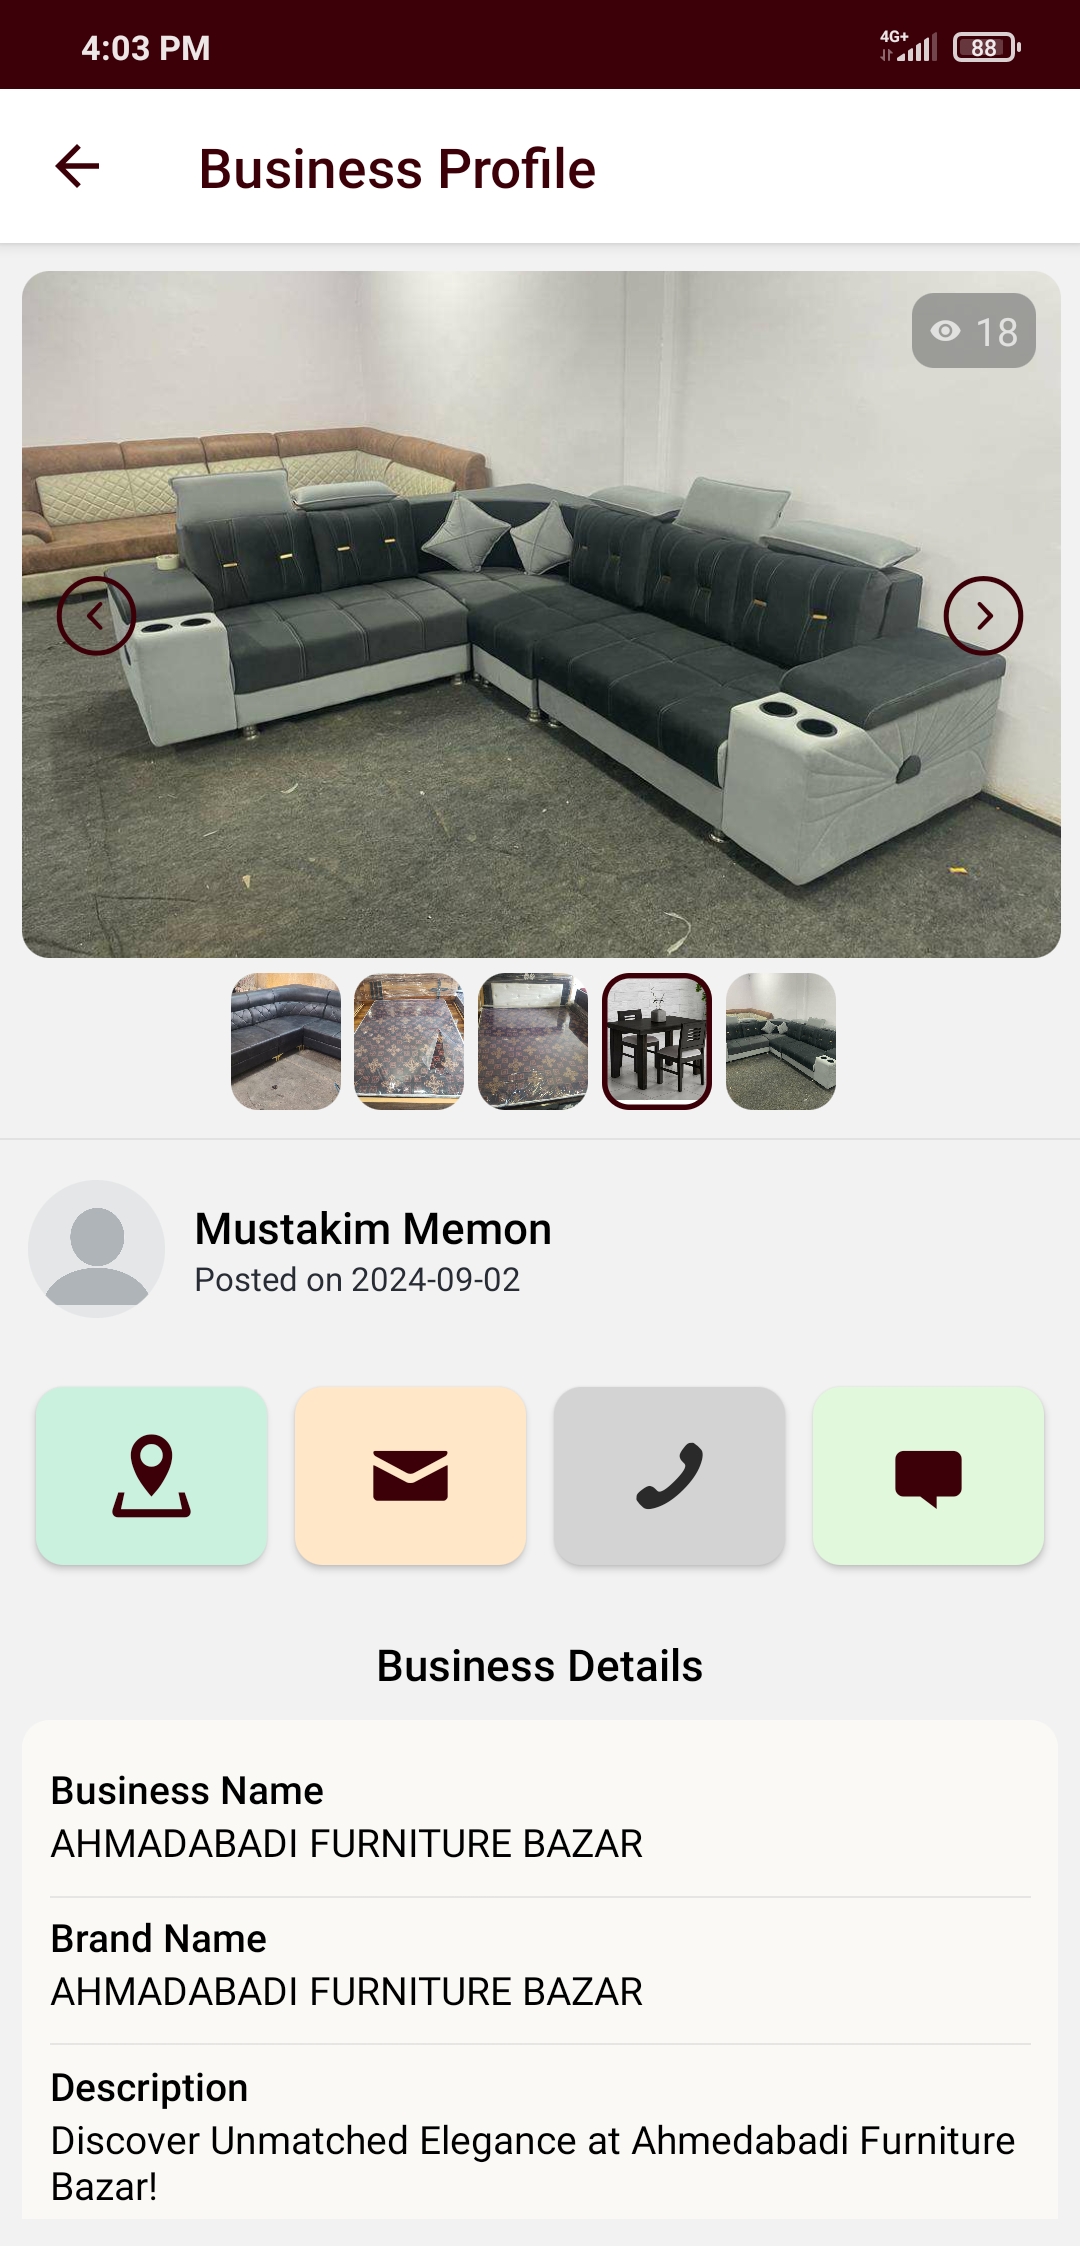 4:03 PM
4G+
88
Business Profile
18
Mustakim Memon
Posted on 2024-09-02
Business Details
Business Name
AHMADABADI FURNITURE BAZAR
Brand Name
AHMADABADI FURNITURE BAZAR
Description
Discover Unmatched Elegance at Ahmedabadi Furniture
Bazar!